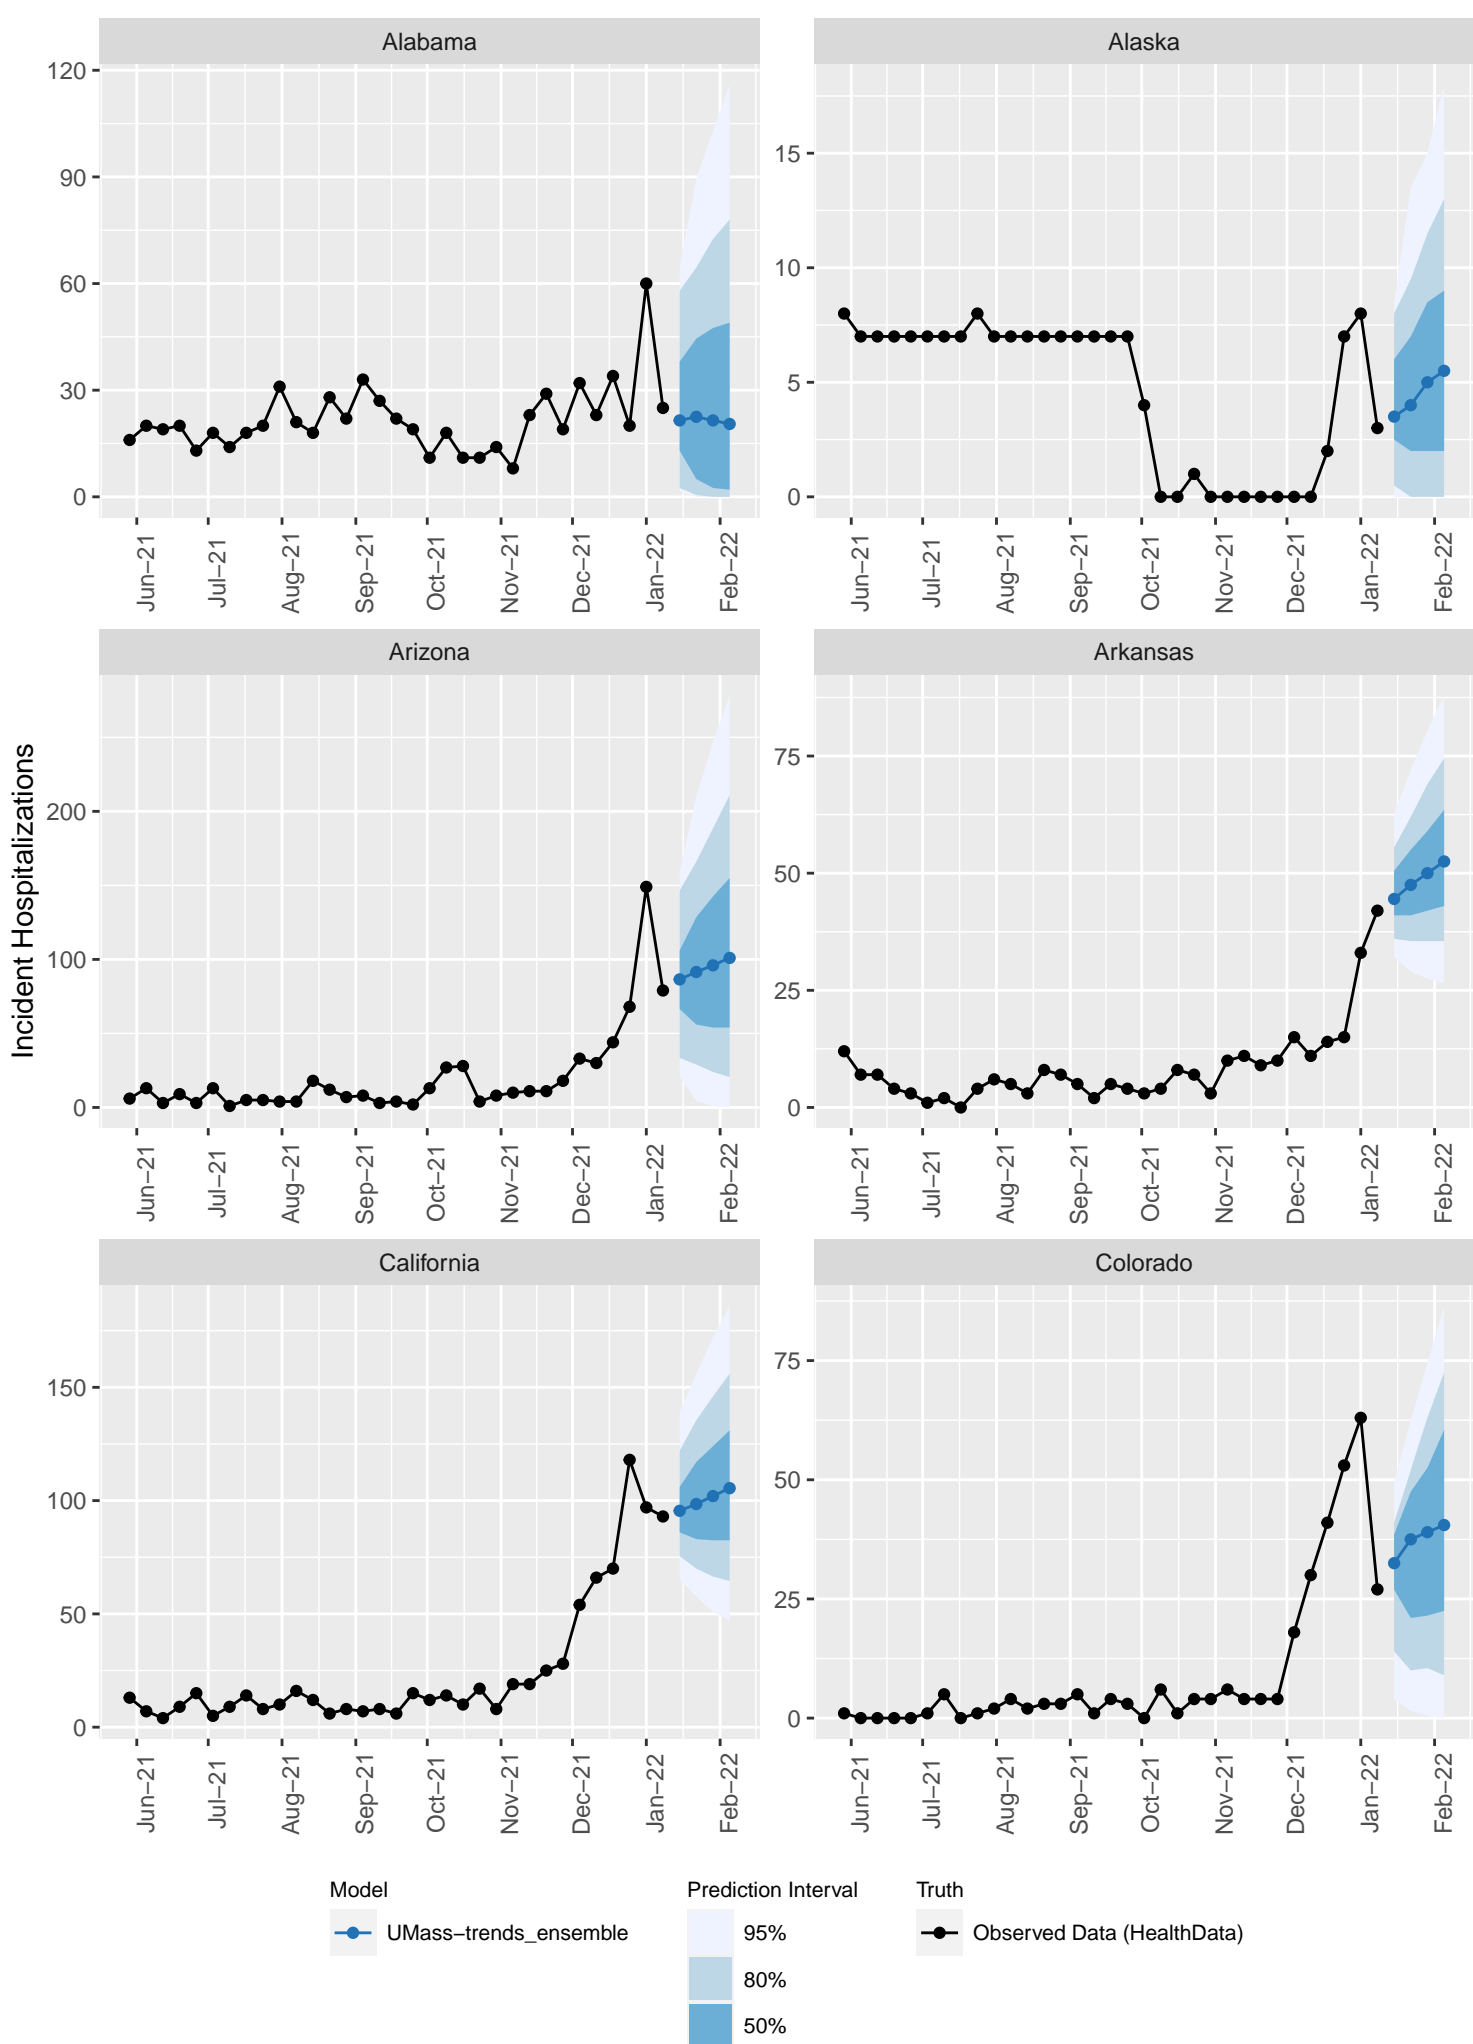 Alabama
Alaska
120
90
60
30
0
15
10
5
0
Jun−21
Jul−21
Aug−21
Sep−21
Oct−21
Nov−21
Dec−21
Jan−22
Feb−22
Jun−21
Jul−21
Aug−21
Sep−21
Oct−21
Nov−21
Dec−21
Jan−22
Feb−22
Incident Hospitalizations
Arizona
Arkansas
200
100
0
75
50
25
0
Jun−21
Jul−21
Aug−21
Sep−21
Oct−21
Nov−21
Dec−21
Jan−22
Feb−22
Jun−21
Jul−21
Aug−21
Sep−21
Oct−21
Nov−21
Dec−21
Jan−22
Feb−22
California
Colorado
150
100
50
0
75
50
25
0
Jun−21
Jul−21
Aug−21
Sep−21
Oct−21
Nov−21
Dec−21
Jan−22
Feb−22
Jun−21
Jul−21
Aug−21
Sep−21
Oct−21
Nov−21
Dec−21
Jan−22
Feb−22
Model
UMass−trends_ensemble
Prediction Interval
95%
80%
50%
Truth
Observed Data (HealthData)